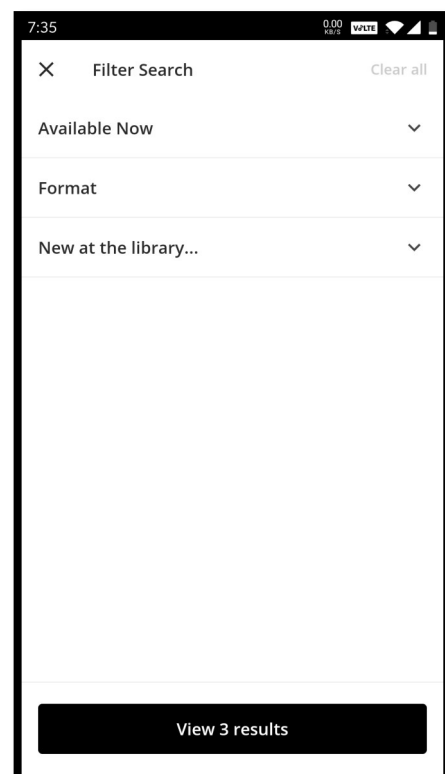 7:35
0.00
KB/S
VoLTE
Filter Search
Clear all
Available Now
Format
New at the library...
View 3 results